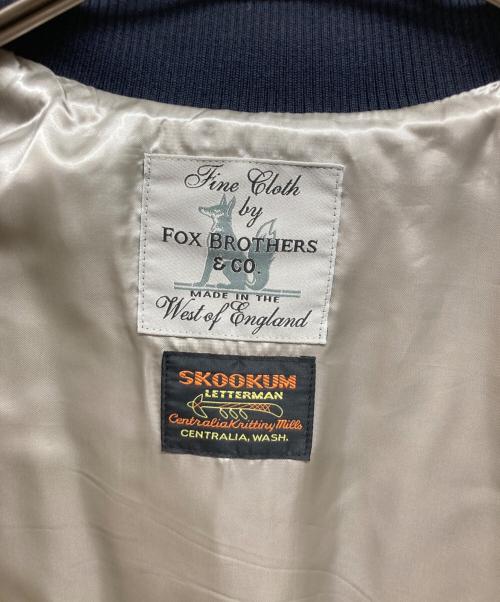 Fine Cloth
by
FOX BROTHERS
& CO.
MADE IN THE
West of England
SKOOKUM
LETTERMAN
Centralia Knitting Mills
CENTRALIA, WASH.